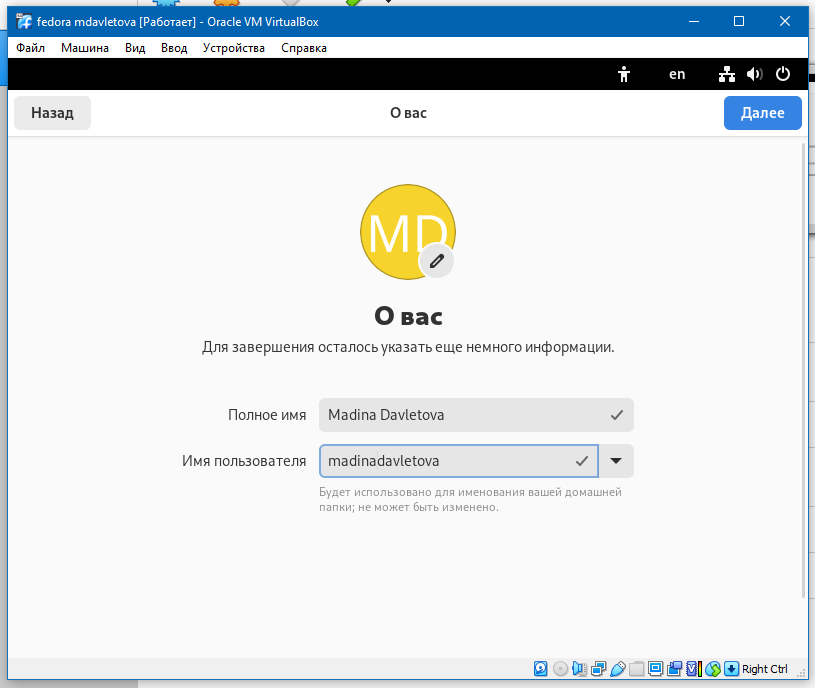 fedora mdavletova [Работает] - Oracle VM VirtualBox
Файл Машина Вид Ввод Устройства Справка
en
Назад О вас Далее
MD
О вас
Для завершения осталось указать еще немного информации.
Полное имя Madina Davletova
Имя пользователя madinadavletova
Будет использовано для именования вашей домашней
папки; не может быть изменено.
Right Ctrl